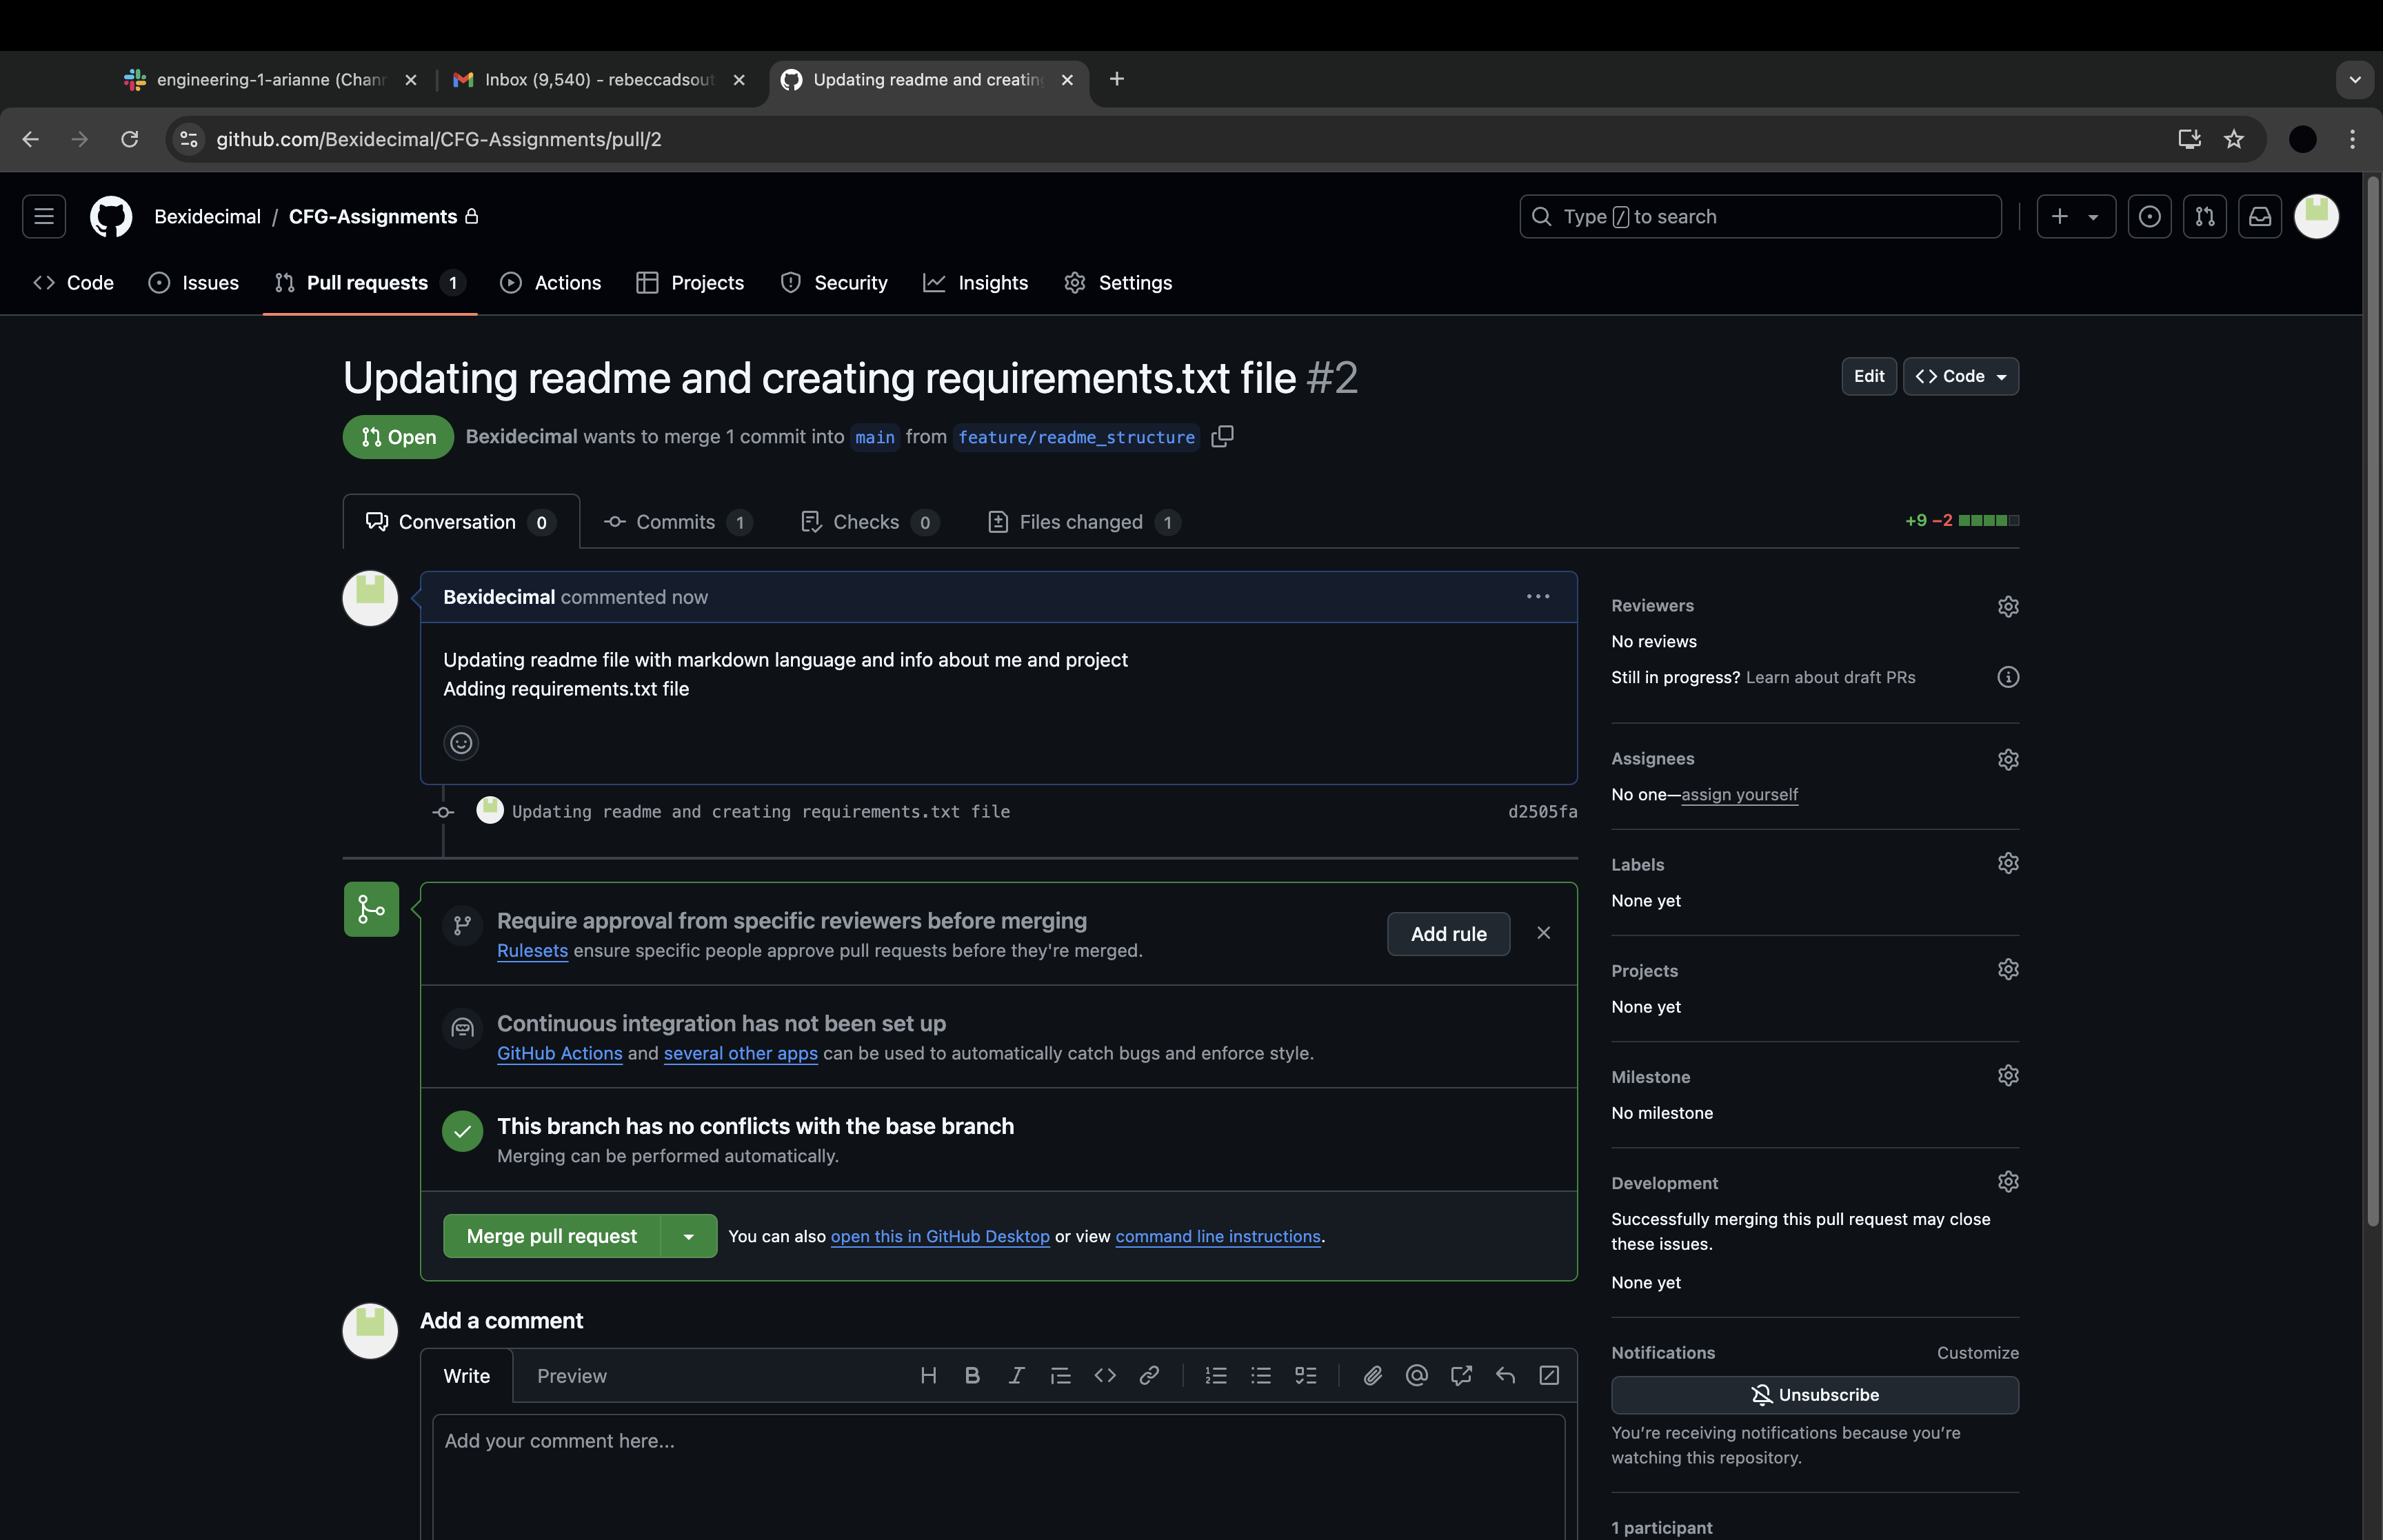 engineering-1-arianne (Chan
Inbox (9,540) - rebeccadsout
Updating readme and creating
github.com/Bexidecimal/CFG-Assignments/pull/2
Bexidecimal / CFG-Assignments
Type / to search
Code
Issues
Pull requests 1
Actions
Projects
Security
Insights
Settings
Updating readme and creating requirements.txt file #2
Edit
Code
Open
Bexidecimal wants to merge 1 commit into main from feature/readme_structure
Conversation 0
Commits 1
Checks 0
Files changed 1
+9 −2
Bexidecimal commented now
Updating readme file with markdown language and info about me and project
Adding requirements.txt file
Updating readme and creating requirements.txt file
d2505fa
Require approval from specific reviewers before merging
Rulesets ensure specific people approve pull requests before they're merged.
Add rule
Continuous integration has not been set up
GitHub Actions and several other apps can be used to automatically catch bugs and enforce style.
This branch has no conflicts with the base branch
Merging can be performed automatically.
Merge pull request
You can also open this in GitHub Desktop or view command line instructions.
Add a comment
Write
Preview
Add your comment here...
Reviewers
No reviews
Still in progress? Learn about draft PRs
Assignees
No one—assign yourself
Labels
None yet
Projects
None yet
Milestone
No milestone
Development
Successfully merging this pull request may close
these issues.
None yet
Notifications
Customize
Unsubscribe
You're receiving notifications because you're
watching this repository.
1 participant